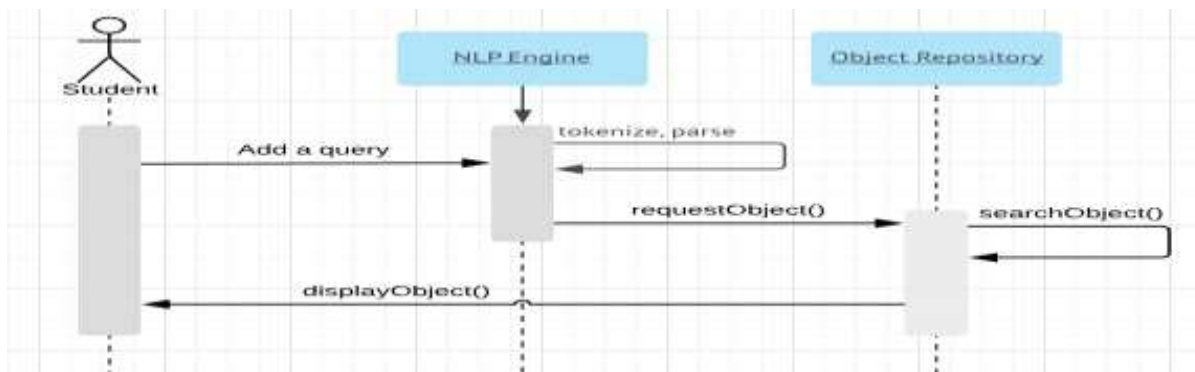 NLP Engine
Object Repository
Student
tokenize, parse
Add a query
requestObject()
searchObject()
displayObject()